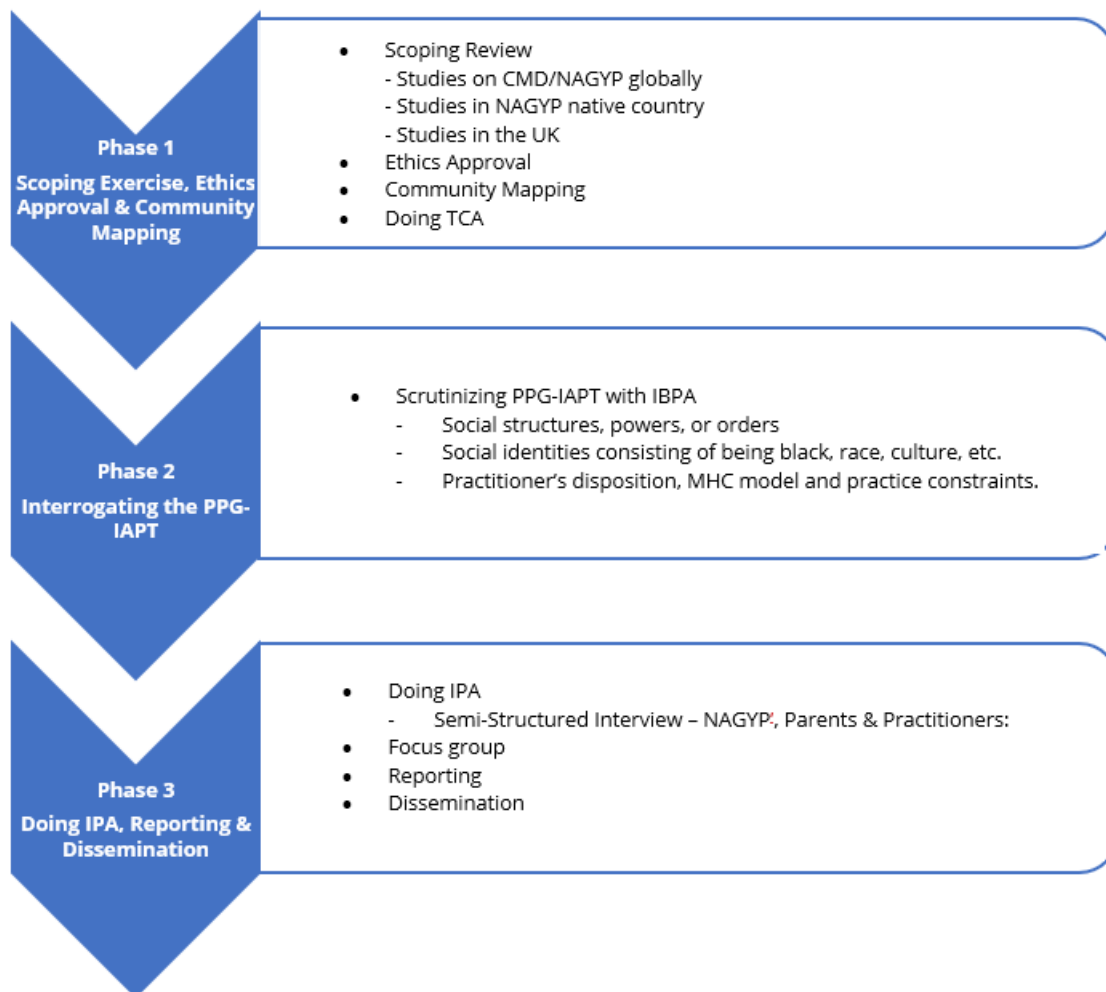 Phase 1
Scoping Exercise, Ethics
Approval & Community
Mapping
• Scoping Review
- Studies on CMD/NAGYP globally
- Studies in NAGYP native country
- Studies in the UK
• Ethics Approval
• Community Mapping
• Doing TCA
Phase 2
Interrogating the PPG-
IAPT
• Scrutinizing PPG-IAPT with IBPA
- Social structures, powers, or orders
- Social identities consisting of being black, race, culture, etc.
- Practitioner's disposition, MHC model and practice constraints.
Phase 3
Doing IPA, Reporting &
Dissemination
• Doing IPA
- Semi-Structured Interview – NAGYP', Parents & Practitioners:
• Focus group
• Reporting
• Dissemination